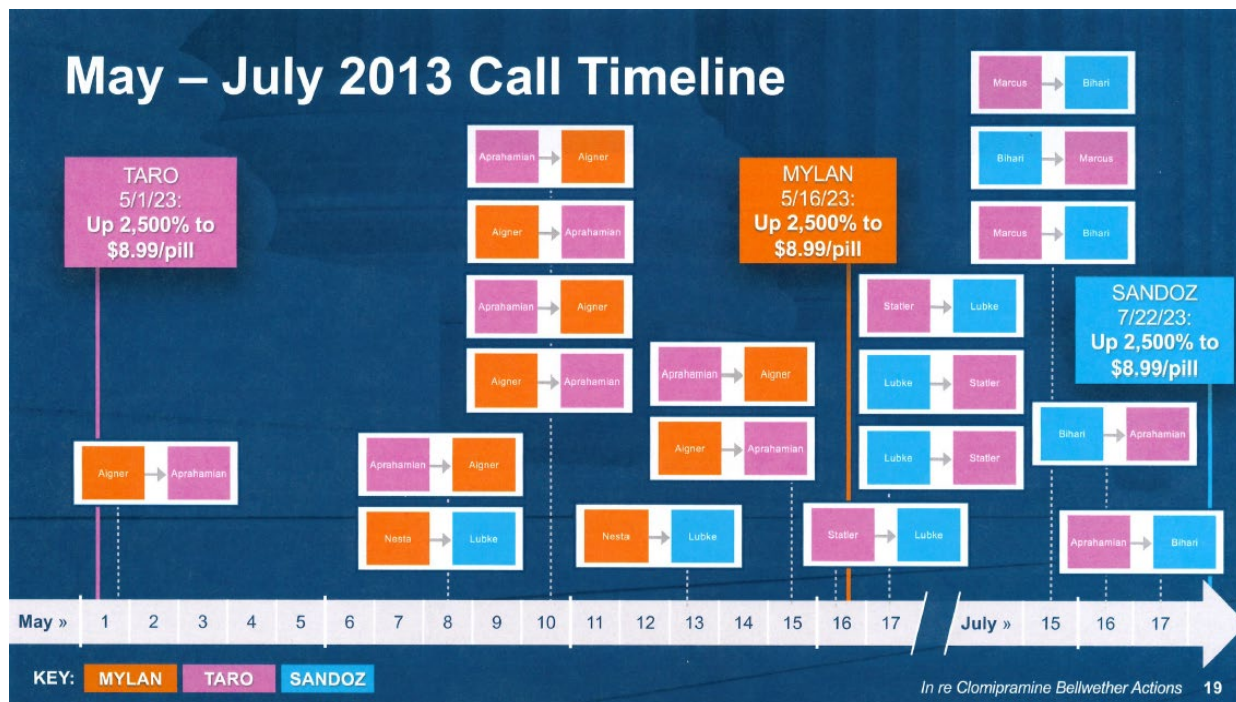 May – July 2013 Call Timeline
TARO
5/1/23:
Up 2,500% to
$8.99/pill
Aigner Aprahamian
Aprahamian Aigner
Nesta Lubke
Aprahamian Aigner
Aigner Aprahamian
Aprahamian Aigner
Aigner Aprahamian
Nesta Lubke
Aprahamian Aigner
Aigner Aprahamian
MYLAN
5/16/23:
Up 2,500% to
$8.99/pill
Statler Lubke
Statler Lubke
Lubke Statler
Lubke Statler
Marcus Bihari
Bihari Marcus
Marcus Bihari
SANDOZ
7/22/23:
Up 2,500% to
$8.99/pill
Bihari Aprahamian
Aprahamian Bihari
May » 1 2 3 4 5 6 7 8 9 10 11 12 13 14 15 16 17 July » 15 16 17
KEY: MYLAN TARO SANDOZ
In re Clomipramine Bellwether Actions 19